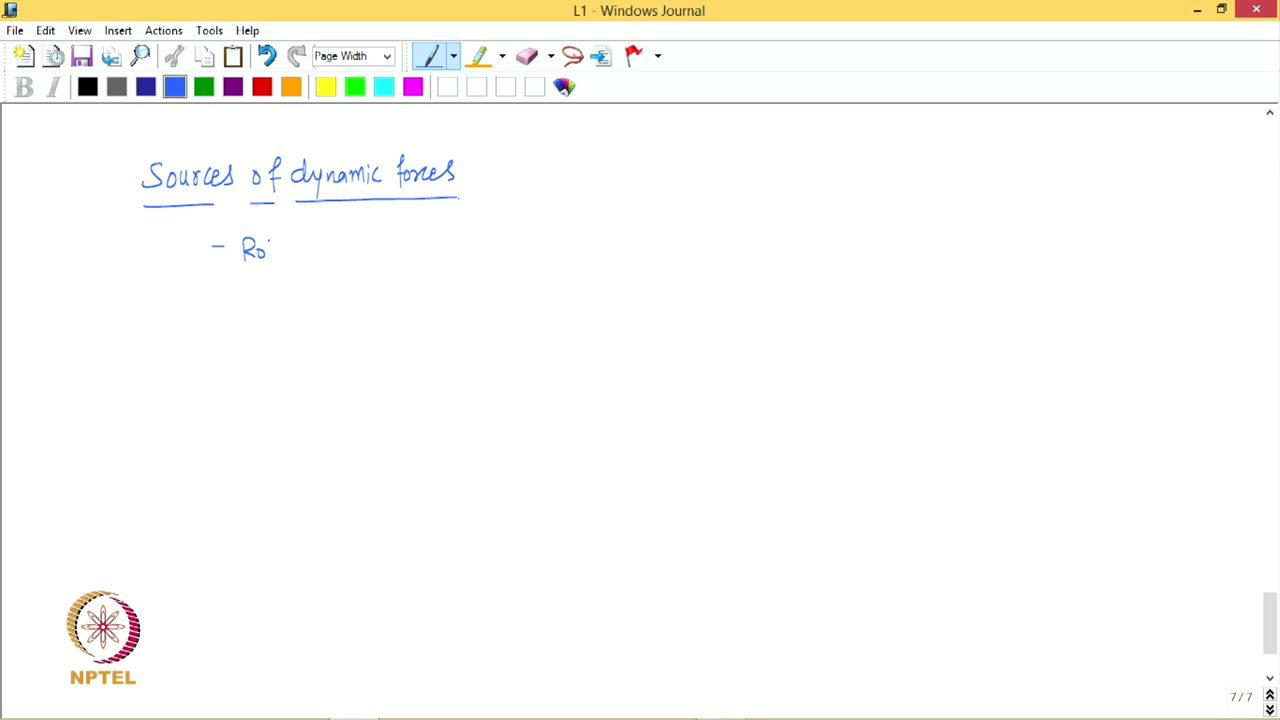 L1 - Windows Journal
File Edit View Insert Actions Tools Help
Page Width
B I
Sources of dynamic forces
- Ro
NPTEL
7 / 7